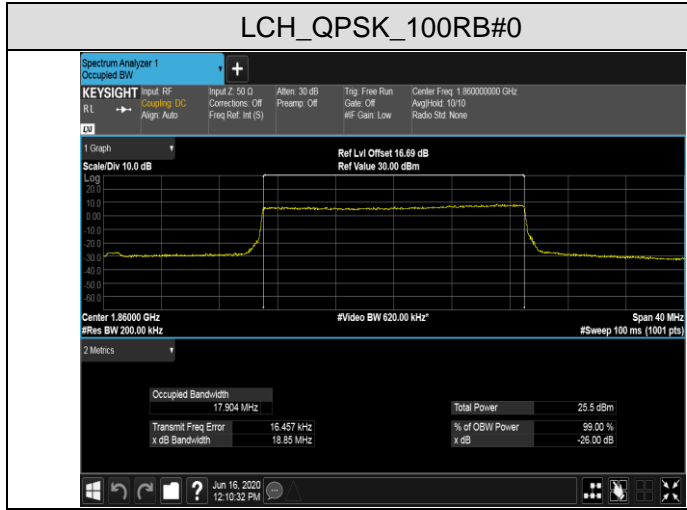 LCH_QPSK_100RB#0
Spectrum Analyzer 1
Occupied BW
+
KEYSIGHT Input: RF Input Z: 50 Ω Atten: 30 dB Trig: Free Run Center Freq: 1.860000000 GHz
RL Coupling: DC Corrections: Off Preamp: Off Gate: Off Avg|Hold: 10/10
Align: Auto Freq Ref: Int (S) #IF Gain: Low Radio Std: None
LXI
1 Graph
Ref Lvl Offset 16.69 dB
Scale/Div 10.0 dB Ref Value 30.00 dBm
Log
20.0
10.0
0.00
-10.0
-20.0
-30.0
-40.0
-50.0
-60.0
Center 1.86000 GHz #Video BW 620.00 kHz* Span 40 MHz
#Res BW 200.00 kHz #Sweep 100 ms (1001 pts)
2 Metrics
Occupied Bandwidth
17.904 MHz Total Power 25.5 dBm
Transmit Freq Error 16.457 kHz % of OBW Power 99.00 %
x dB Bandwidth 18.85 MHz x dB -26.00 dB
? Jun 16, 2020
12:10:32 PM